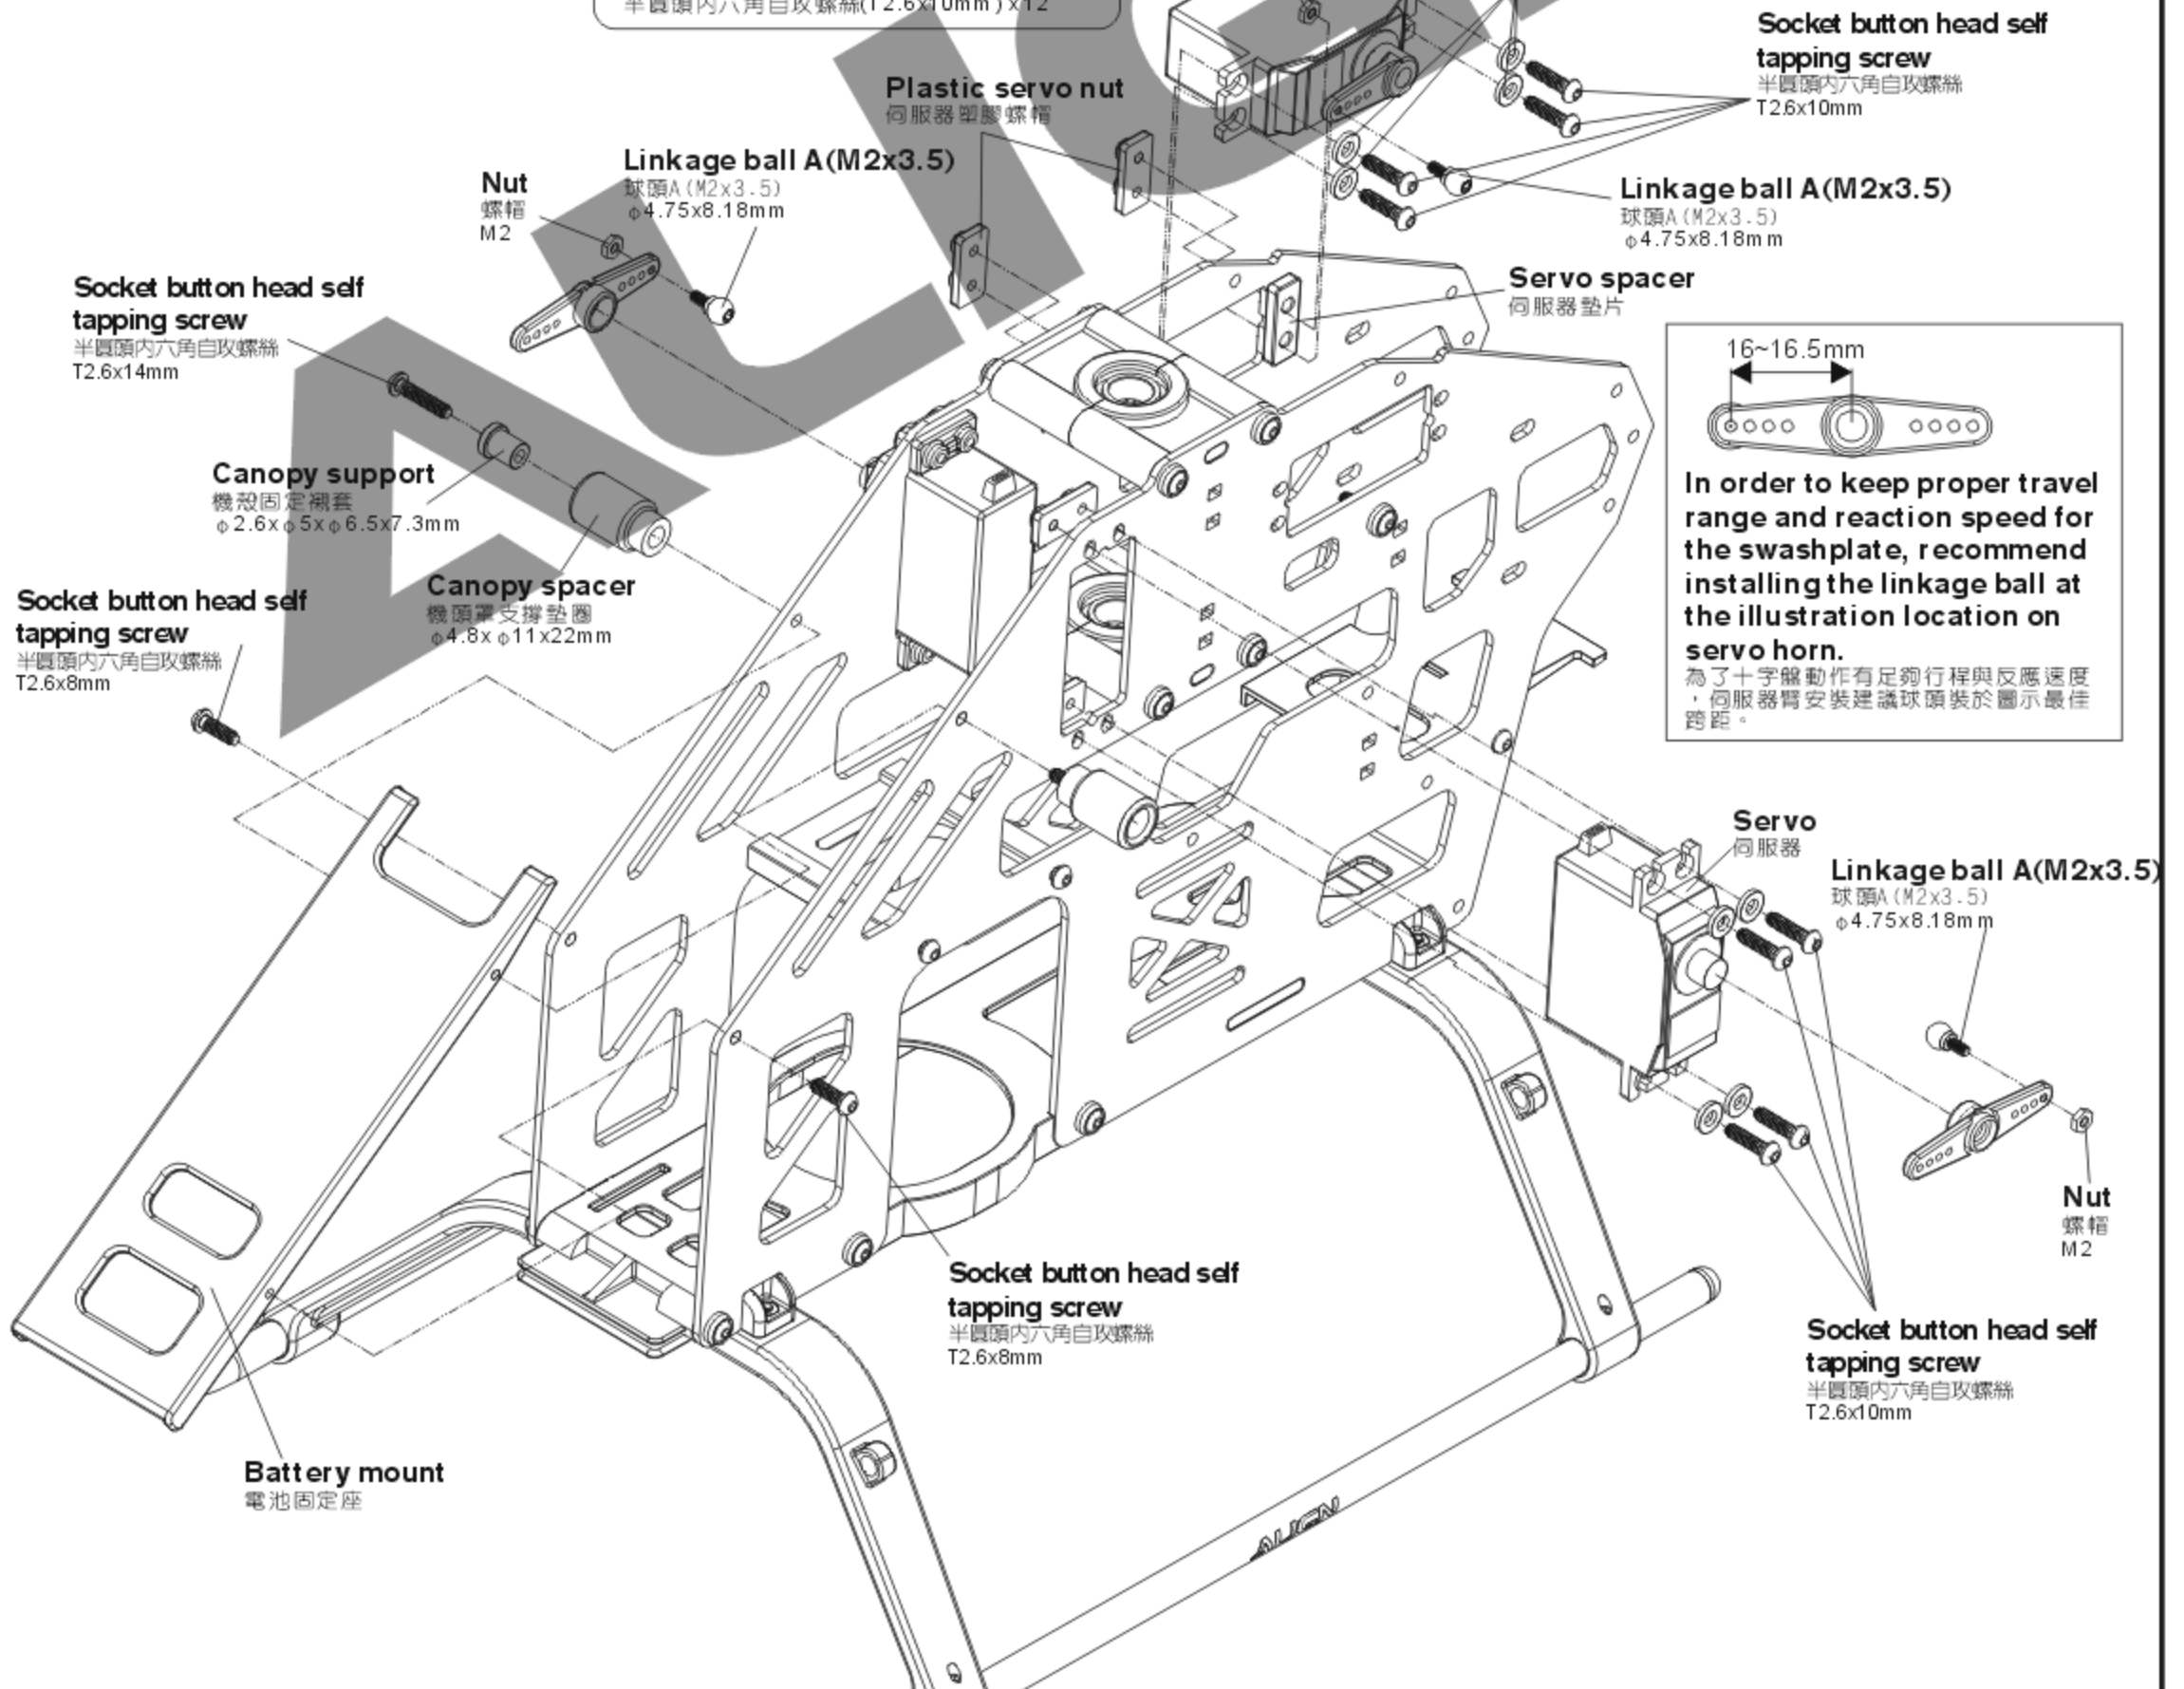 半圓頭內六角自攻螺絲(T2.6x10mm)x12
Socket button head self
tapping screw
半圓頭內六角自攻螺絲
T2.6x10mm
Plastic servo nut
伺服器塑膠螺帽
Linkage ball A(M2x3.5)
球頭A(M2x3.5)
φ4.75x8.18mm
Nut
螺帽
M2
Linkage ball A(M2x3.5)
球頭A(M2x3.5)
φ4.75x8.18mm
Servo spacer
伺服器墊片
Socket button head self
tapping screw
半圓頭內六角自攻螺絲
T2.6x14mm
16~16.5mm
In order to keep proper travel
range and reaction speed for
the swashplate, recommend
installing the linkage ball at
the illustration location on
servo horn.
為了十字盤動作有足夠行程與反應速度
，伺服器臂安裝建議球頭裝於圖示最佳
跨距。
Canopy support
機殼固定襯套
φ2.6xφ5xφ6.5x7.3mm
Canopy spacer
機頭罩支撐墊圈
φ4.8xφ11x22mm
Socket button head self
tapping screw
半圓頭內六角自攻螺絲
T2.6x8mm
Servo
伺服器
Linkage ball A(M2x3.5)
球頭A(M2x3.5)
φ4.75x8.18mm
Nut
螺帽
M2
Socket button head self
tapping screw
半圓頭內六角自攻螺絲
T2.6x8mm
Socket button head self
tapping screw
半圓頭內六角自攻螺絲
T2.6x10mm
Battery mount
電池固定座
ALIGN